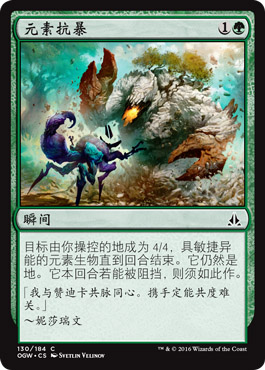 元素抗暴
瞬间
目标由你操控的地成为4/4，具敏捷异
能的元素生物直到回合结束。它仍然是
地。它本回合若能被阻挡，则须如此作。
「我与赞迪卡共脉同心。携手定能共度难
关。」
～妮莎瑞文
130/184 C
OGW • CS SVETLIN VELINOV
™ & © 2016 Wizards of the Coast